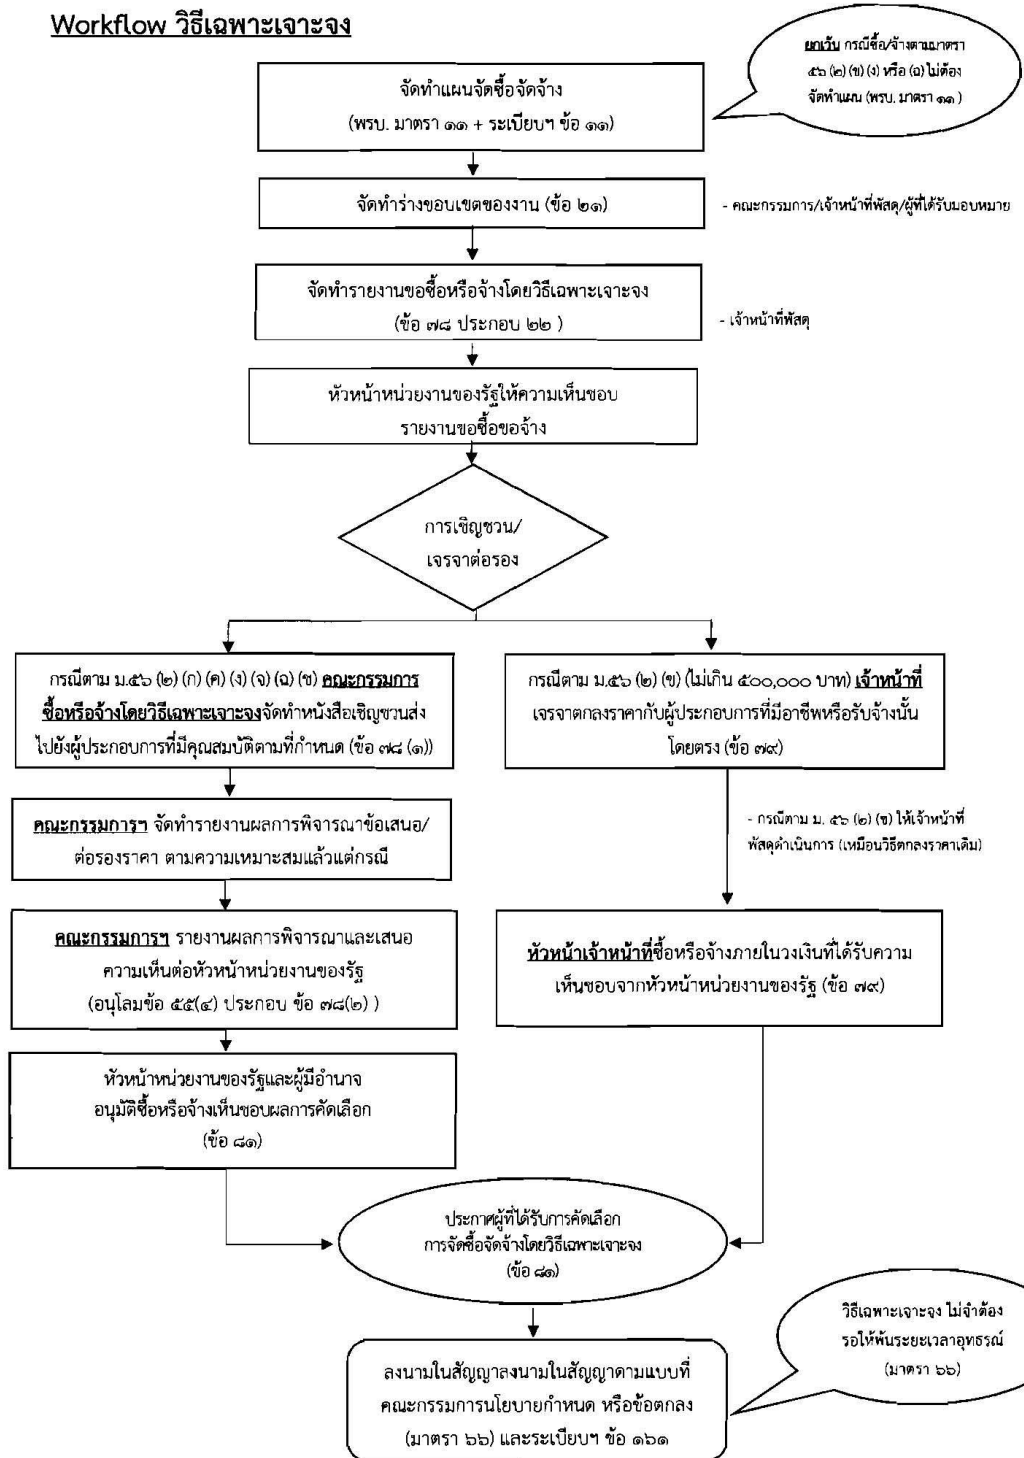 Workflow วิธีเฉพาะเจาะจง
ยกเว้น กรณีซื้อ/จ้างตามมาตรา
๕๖ (๒) (ข) (ง) หรือ (ฉ) ไม่ต้อง
จัดทำแผน (พรบ. มาตรา ๑๑ )
จัดทำแผนจัดซื้อจัดจ้าง
(พรบ. มาตรา ๑๑ + ระเบียบฯ ข้อ ๑๑)
จัดทำร่างขอบเขตของงาน (ข้อ ๒๑)
- คณะกรรมการ/เจ้าหน้าที่พัสดุ/ผู้ที่ได้รับมอบหมาย
จัดทำรายงานขอซื้อหรือจ้างโดยวิธีเฉพาะเจาะจง
(ข้อ ๗๘ ประกอบ ๒๒ )
- เจ้าหน้าที่พัสดุ
หัวหน้าหน่วยงานของรัฐให้ความเห็นชอบ
รายงานขอซื้อขอจ้าง
การเชิญชวน/
เจรจาต่อรอง
กรณีตาม ม.๕๖ (๒) (ก) (ค) (ง) (จ) (ฉ) (ช) คณะกรรมการ
ซื้อหรือจ้างโดยวิธีเฉพาะเจาะจงจัดทำหนังสือเชิญชวนส่ง
ไปยังผู้ประกอบการที่มีคุณสมบัติตามที่กำหนด (ข้อ ๗๘ (๑))
กรณีตาม ม.๕๖ (๒) (ข) (ไม่เกิน ๕๐๐,๐๐๐ บาท) เจ้าหน้าที่
เจรจาตกลงราคากับผู้ประกอบการที่มีอาชีพหรือรับจ้างนั้น
โดยตรง (ข้อ ๗๙)
คณะกรรมการฯ จัดทำรายงานผลการพิจารณาข้อเสนอ/
ต่อรองราคา ตามความเหมาะสมแล้วแต่กรณี
- กรณีตาม ม. ๕๖ (๒) (ข) ให้เจ้าหน้าที่
พัสดุดำเนินการ (เหมือนวิธีตกลงราคาเดิม)
คณะกรรมการฯ รายงานผลการพิจารณาและเสนอ
ความเห็นต่อหัวหน้าหน่วยงานของรัฐ
(อนุโลมข้อ ๕๕(๔) ประกอบ ข้อ ๗๘(๒) )
หัวหน้าเจ้าหน้าที่ซื้อหรือจ้างภายในวงเงินที่ได้รับความ
เห็นชอบจากหัวหน้าหน่วยงานของรัฐ (ข้อ ๗๙)
หัวหน้าหน่วยงานของรัฐและผู้มีอำนาจ
อนุมัติซื้อหรือจ้างเห็นชอบผลการคัดเลือก
(ข้อ ๘๑)
ประกาศผู้ที่ได้รับการคัดเลือก
การจัดซื้อจัดจ้างโดยวิธีเฉพาะเจาะจง
(ข้อ ๘๑)
วิธีเฉพาะเจาะจง ไม่จำต้อง
รอให้พ้นระยะเวลาอุทธรณ์
(มาตรา ๖๖)
ลงนามในสัญญาลงนามในสัญญาตามแบบที่
คณะกรรมการนโยบายกำหนด หรือข้อตกลง
(มาตรา ๖๖) และระเบียบฯ ข้อ ๑๖๑